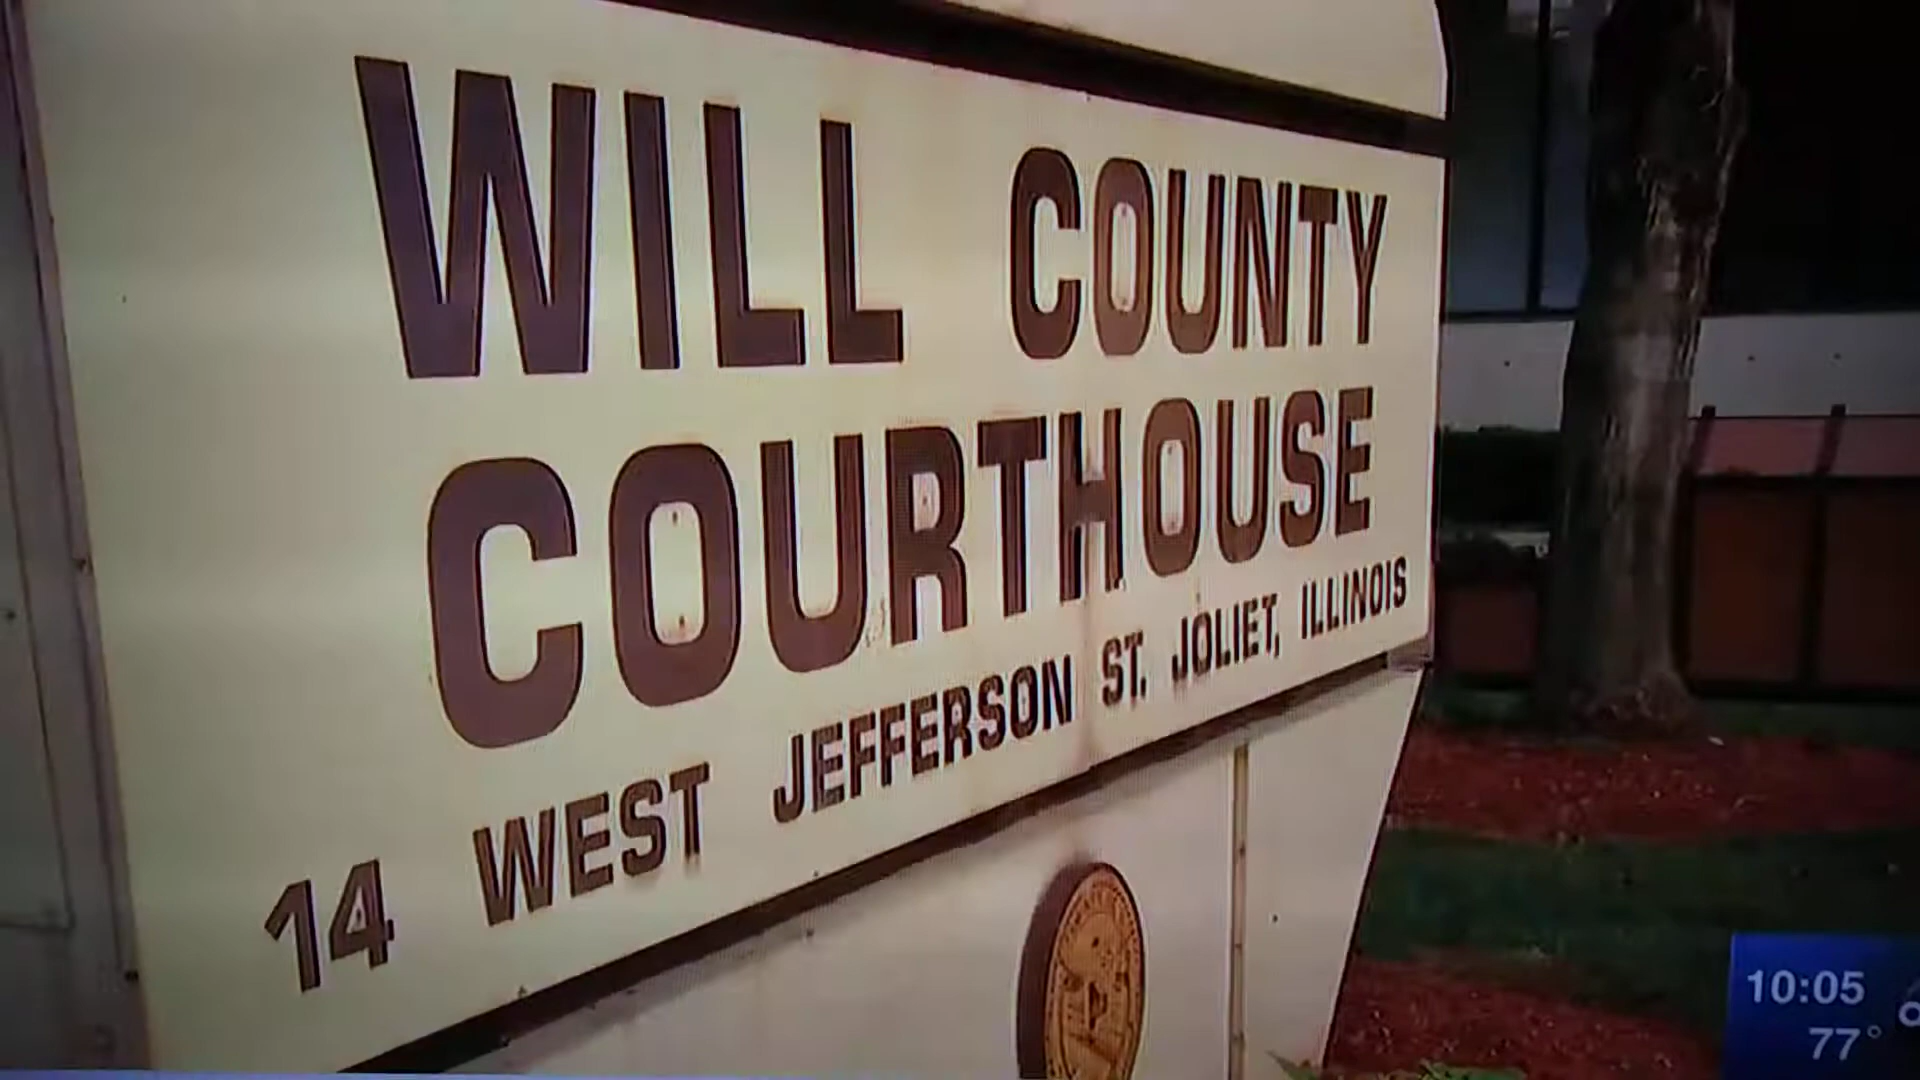 WILL COUNTY
COURTHOUSE
14 WEST JEFFERSON ST. JOLIET, ILLINOIS
10:05
77°